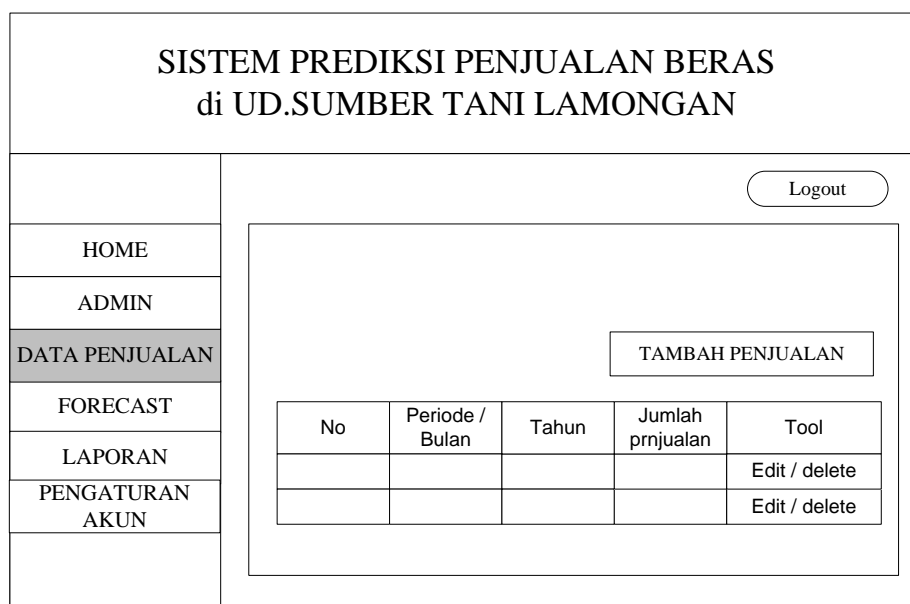 SISTEM PREDIKSI PENJUALAN BERAS
di UD.SUMBER TANI LAMONGAN
Logout
HOME
ADMIN
DATA PENJUALAN
FORECAST
LAPORAN
PENGATURAN
AKUN
TAMBAH PENJUALAN
No
Periode /
Bulan
Tahun
Jumlah
prnjualan
Tool
Edit / delete
Edit / delete